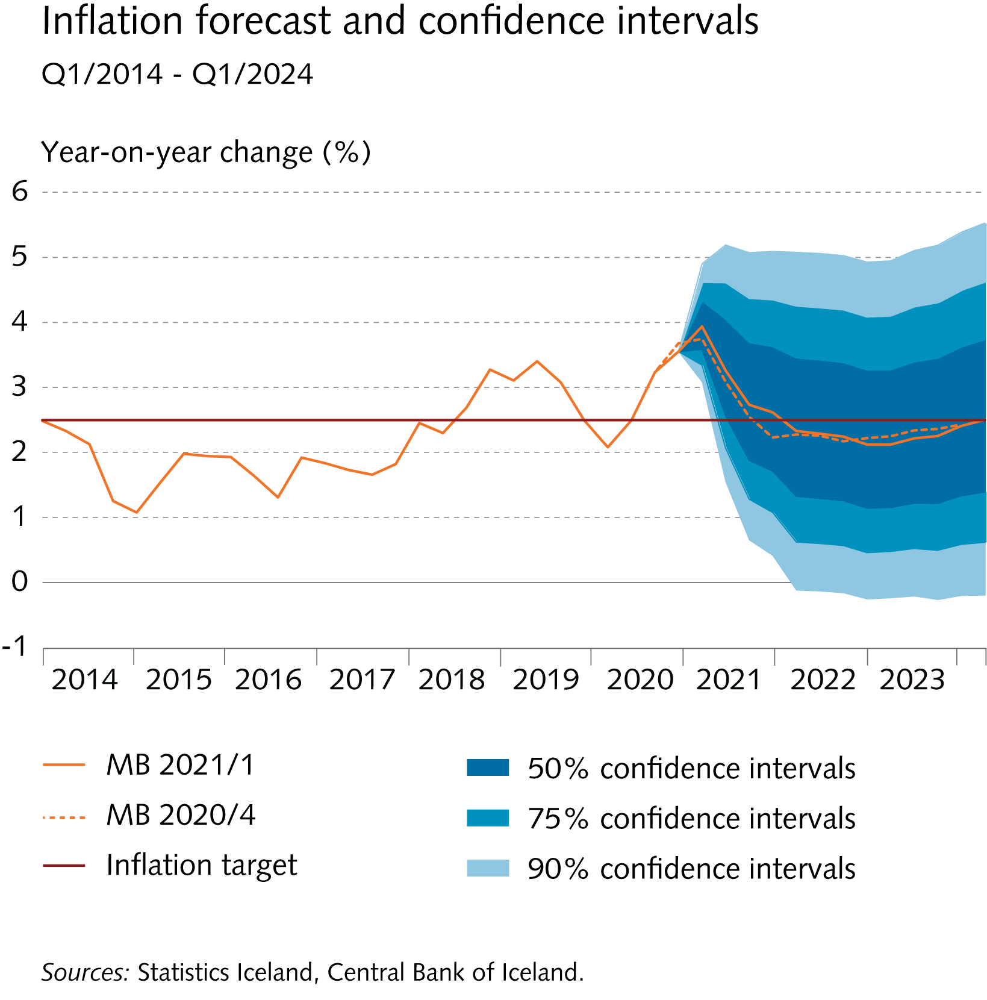 Inflation forecast and confidence intervals
Q1/2014 - Q1/2024
Year-on-year change (%)
6
5
4
3
2
1
0
-1
2014 2015 2016 2017 2018 2019 2020 2021 2022 2023
MB 2021/1
MB 2020/4
Inflation target
50% confidence intervals
75% confidence intervals
90% confidence intervals
Sources: Statistics Iceland, Central Bank of Iceland.